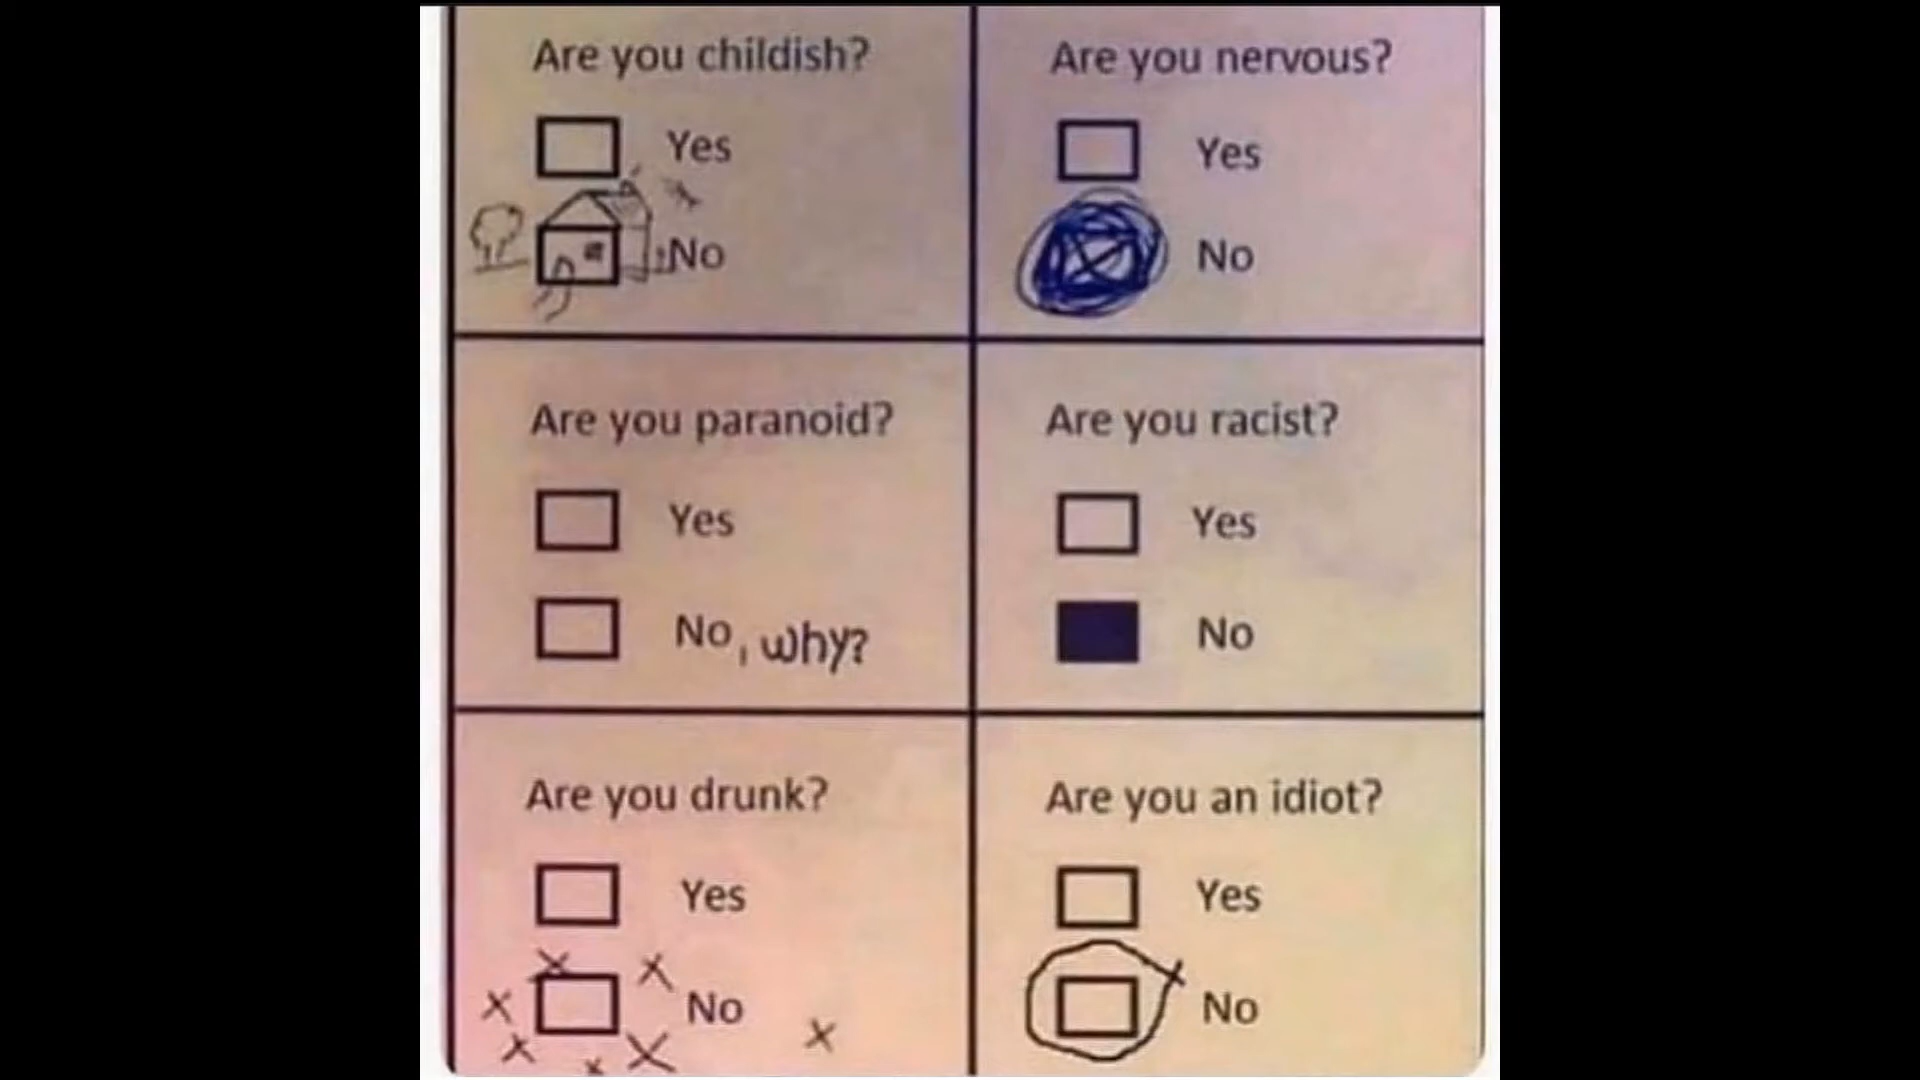 Are you childish?
Yes
No
Are you nervous?
Yes
No
Are you paranoid?
Yes
No, why?
Are you racist?
Yes
No
Are you drunk?
Yes
No
Are you an idiot?
Yes
No